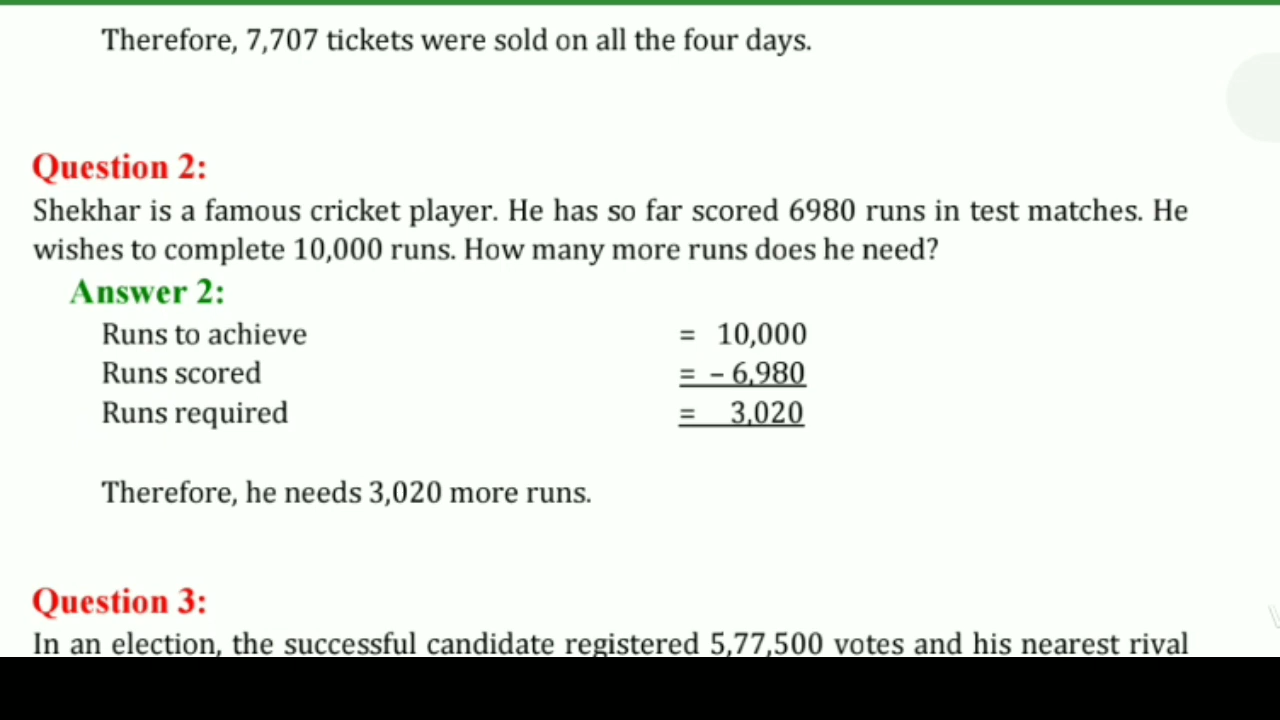 Therefore, 7,707 tickets were sold on all the four days.
Question 2:
Shekhar is a famous cricket player. He has so far scored 6980 runs in test matches. He
wishes to complete 10,000 runs. How many more runs does he need?
Answer 2:
Runs to achieve = 10,000
Runs scored = – 6,980
Runs required = 3,020
Therefore, he needs 3,020 more runs.
Question 3:
In an election, the successful candidate registered 5,77,500 votes and his nearest rival